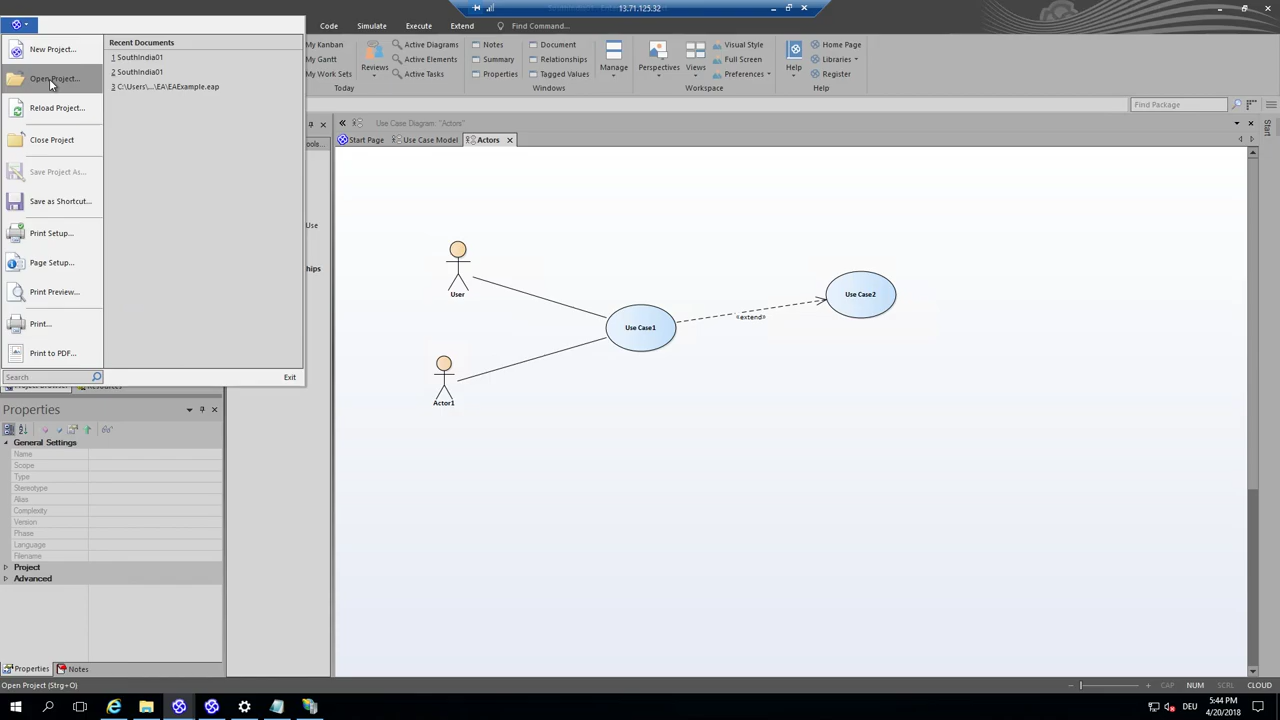 13.71.125.32
Code Simulate Execute Extend Find Command...
New Project...
Open Project...
Reload Project...
Close Project
Save Project As...
Save as Shortcut...
Print Setup...
Page Setup...
Print Preview...
Print...
Print to PDF...
Search
Exit
Recent Documents
1 SouthIndia01
2 SouthIndia01
3 C:\Users\...\EA\EAExample.eap
My Kanban
My Gantt
My Work Sets
Reviews
Active Diagrams
Active Elements
Active Tasks
Today
Notes
Summary
Properties
Document
Relationships
Tagged Values
Windows
Manage
Perspectives
Views
Visual Style
Full Screen
Preferences
Workspace
Help
Home Page
Libraries
Register
Help
Find Package
Use Case Diagram: "Actors"
Start Page Use Case Model Actors
Start
ools...
Use
hips
User
Actor1
Use Case1
«extend»
Use Case2
Project Browser Resources
Properties
General Settings
Name
Scope
Type
Stereotype
Alias
Complexity
Version
Phase
Language
Filename
Project
Advanced
Properties Notes
Open Project (Strg+O)
CAP NUM SCRL CLOUD
DEU
5:44 PM
4/20/2018